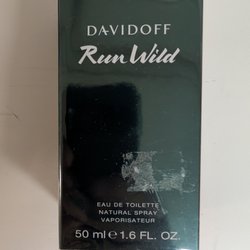 DAVIDOFF
Run Wild
EAU DE TOILETTE
NATURAL SPRAY
VAPORISATEUR
50 ml ℮ 1.6 FL. OZ.